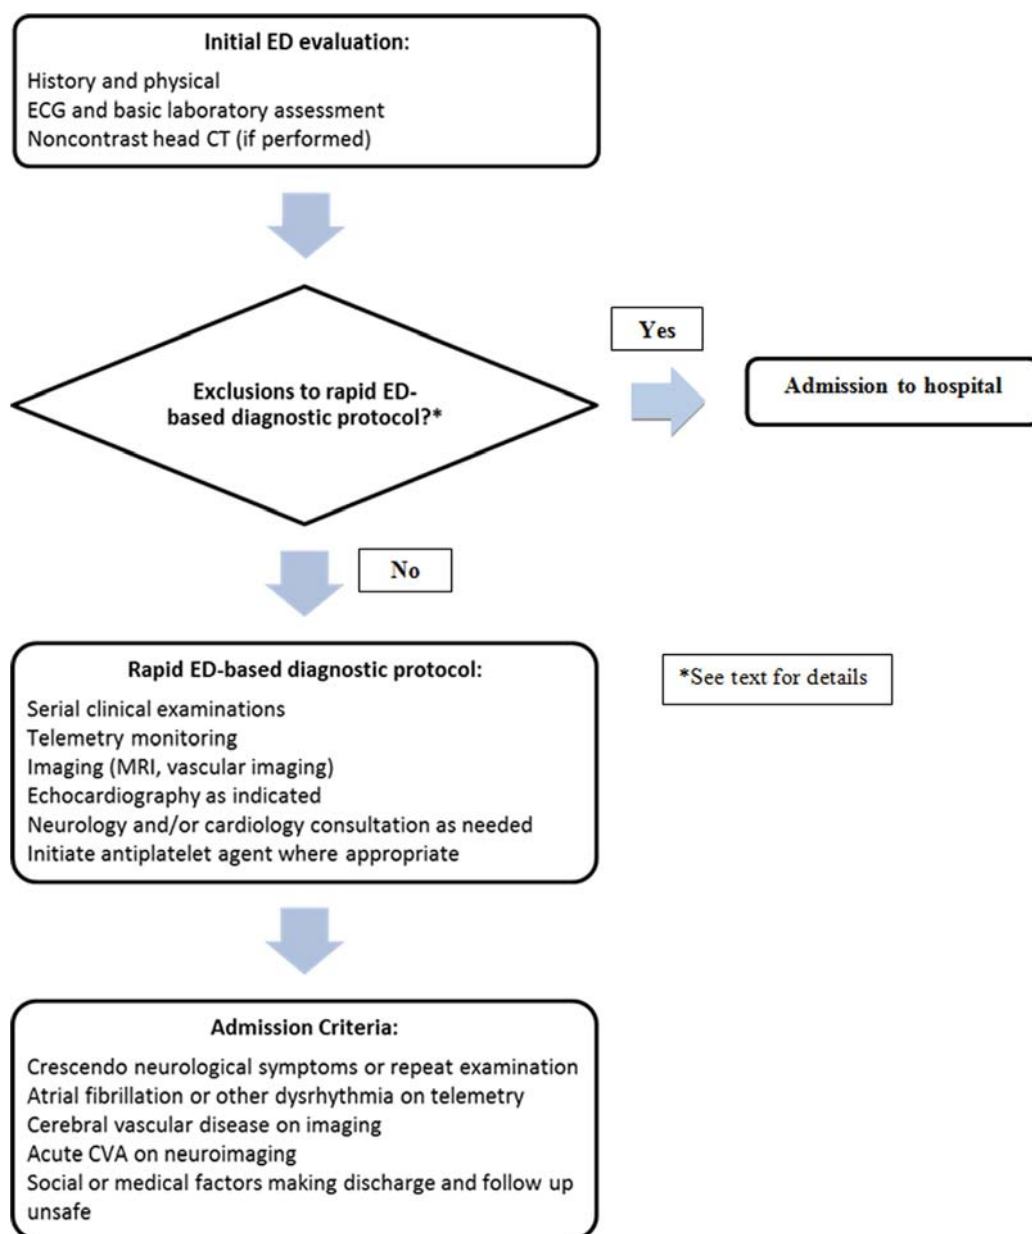 Initial ED evaluation:
History and physical
ECG and basic laboratory assessment
Noncontrast head CT (if performed)
Exclusions to rapid ED-
based diagnostic protocol?*
Yes
Admission to hospital
No
Rapid ED-based diagnostic protocol:
Serial clinical examinations
Telemetry monitoring
Imaging (MRI, vascular imaging)
Echocardiography as indicated
Neurology and/or cardiology consultation as needed
Initiate antiplatelet agent where appropriate
*See text for details
Admission Criteria:
Crescendo neurological symptoms or repeat examination
Atrial fibrillation or other dysrhythmia on telemetry
Cerebral vascular disease on imaging
Acute CVA on neuroimaging
Social or medical factors making discharge and follow up
unsafe